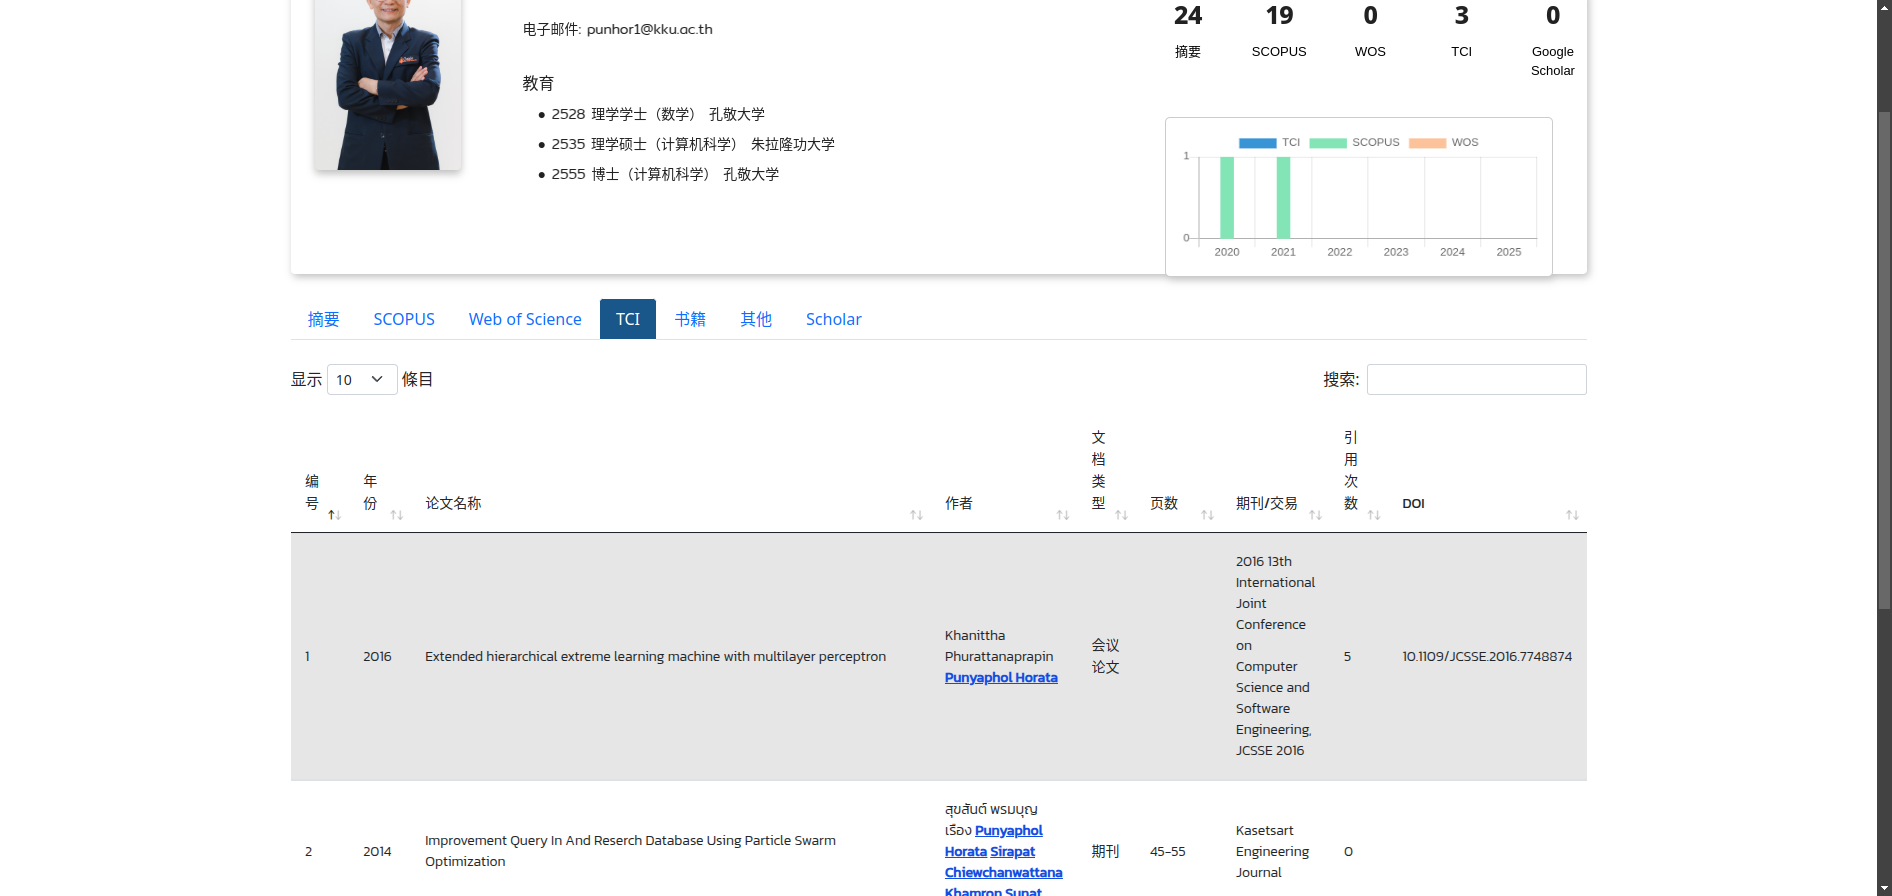 电子邮件: punhor1@kku.ac.th
教育
• 2528 理学学士（数学） 孔敬大学
• 2535 理学硕士（计算机科学） 朱拉隆功大学
• 2555 博士（计算机科学） 孔敬大学
24 19 0 3 0
摘要 SCOPUS WOS TCI Google Scholar
TCI SCOPUS WOS
1
0
2020 2021 2022 2023 2024 2025
摘要 SCOPUS Web of Science TCI 书籍 其他 Scholar
显示 10 條目
搜索:
编号 年份 论文名称 作者 文档类型 页数 期刊/交易 引用次数 DOI
1
2016
Extended hierarchical extreme learning machine with multilayer perceptron
Khanittha
Phurattanaprapin
Punyaphol Horata
会议
论文
2016 13th
International
Joint
Conference
on
Computer
Science and
Software
Engineering,
JCSSE 2016
5
10.1109/JCSSE.2016.7748874
2
2014
Improvement Query In And Reserch Database Using Particle Swarm
Optimization
สุขสันต์ พรมบุญ
เรือง Punyaphol
Horata Sirapat
Chiewchanwattana
Khamron Sunat
期刊
45-55
Kasetsart
Engineering
Journal
0